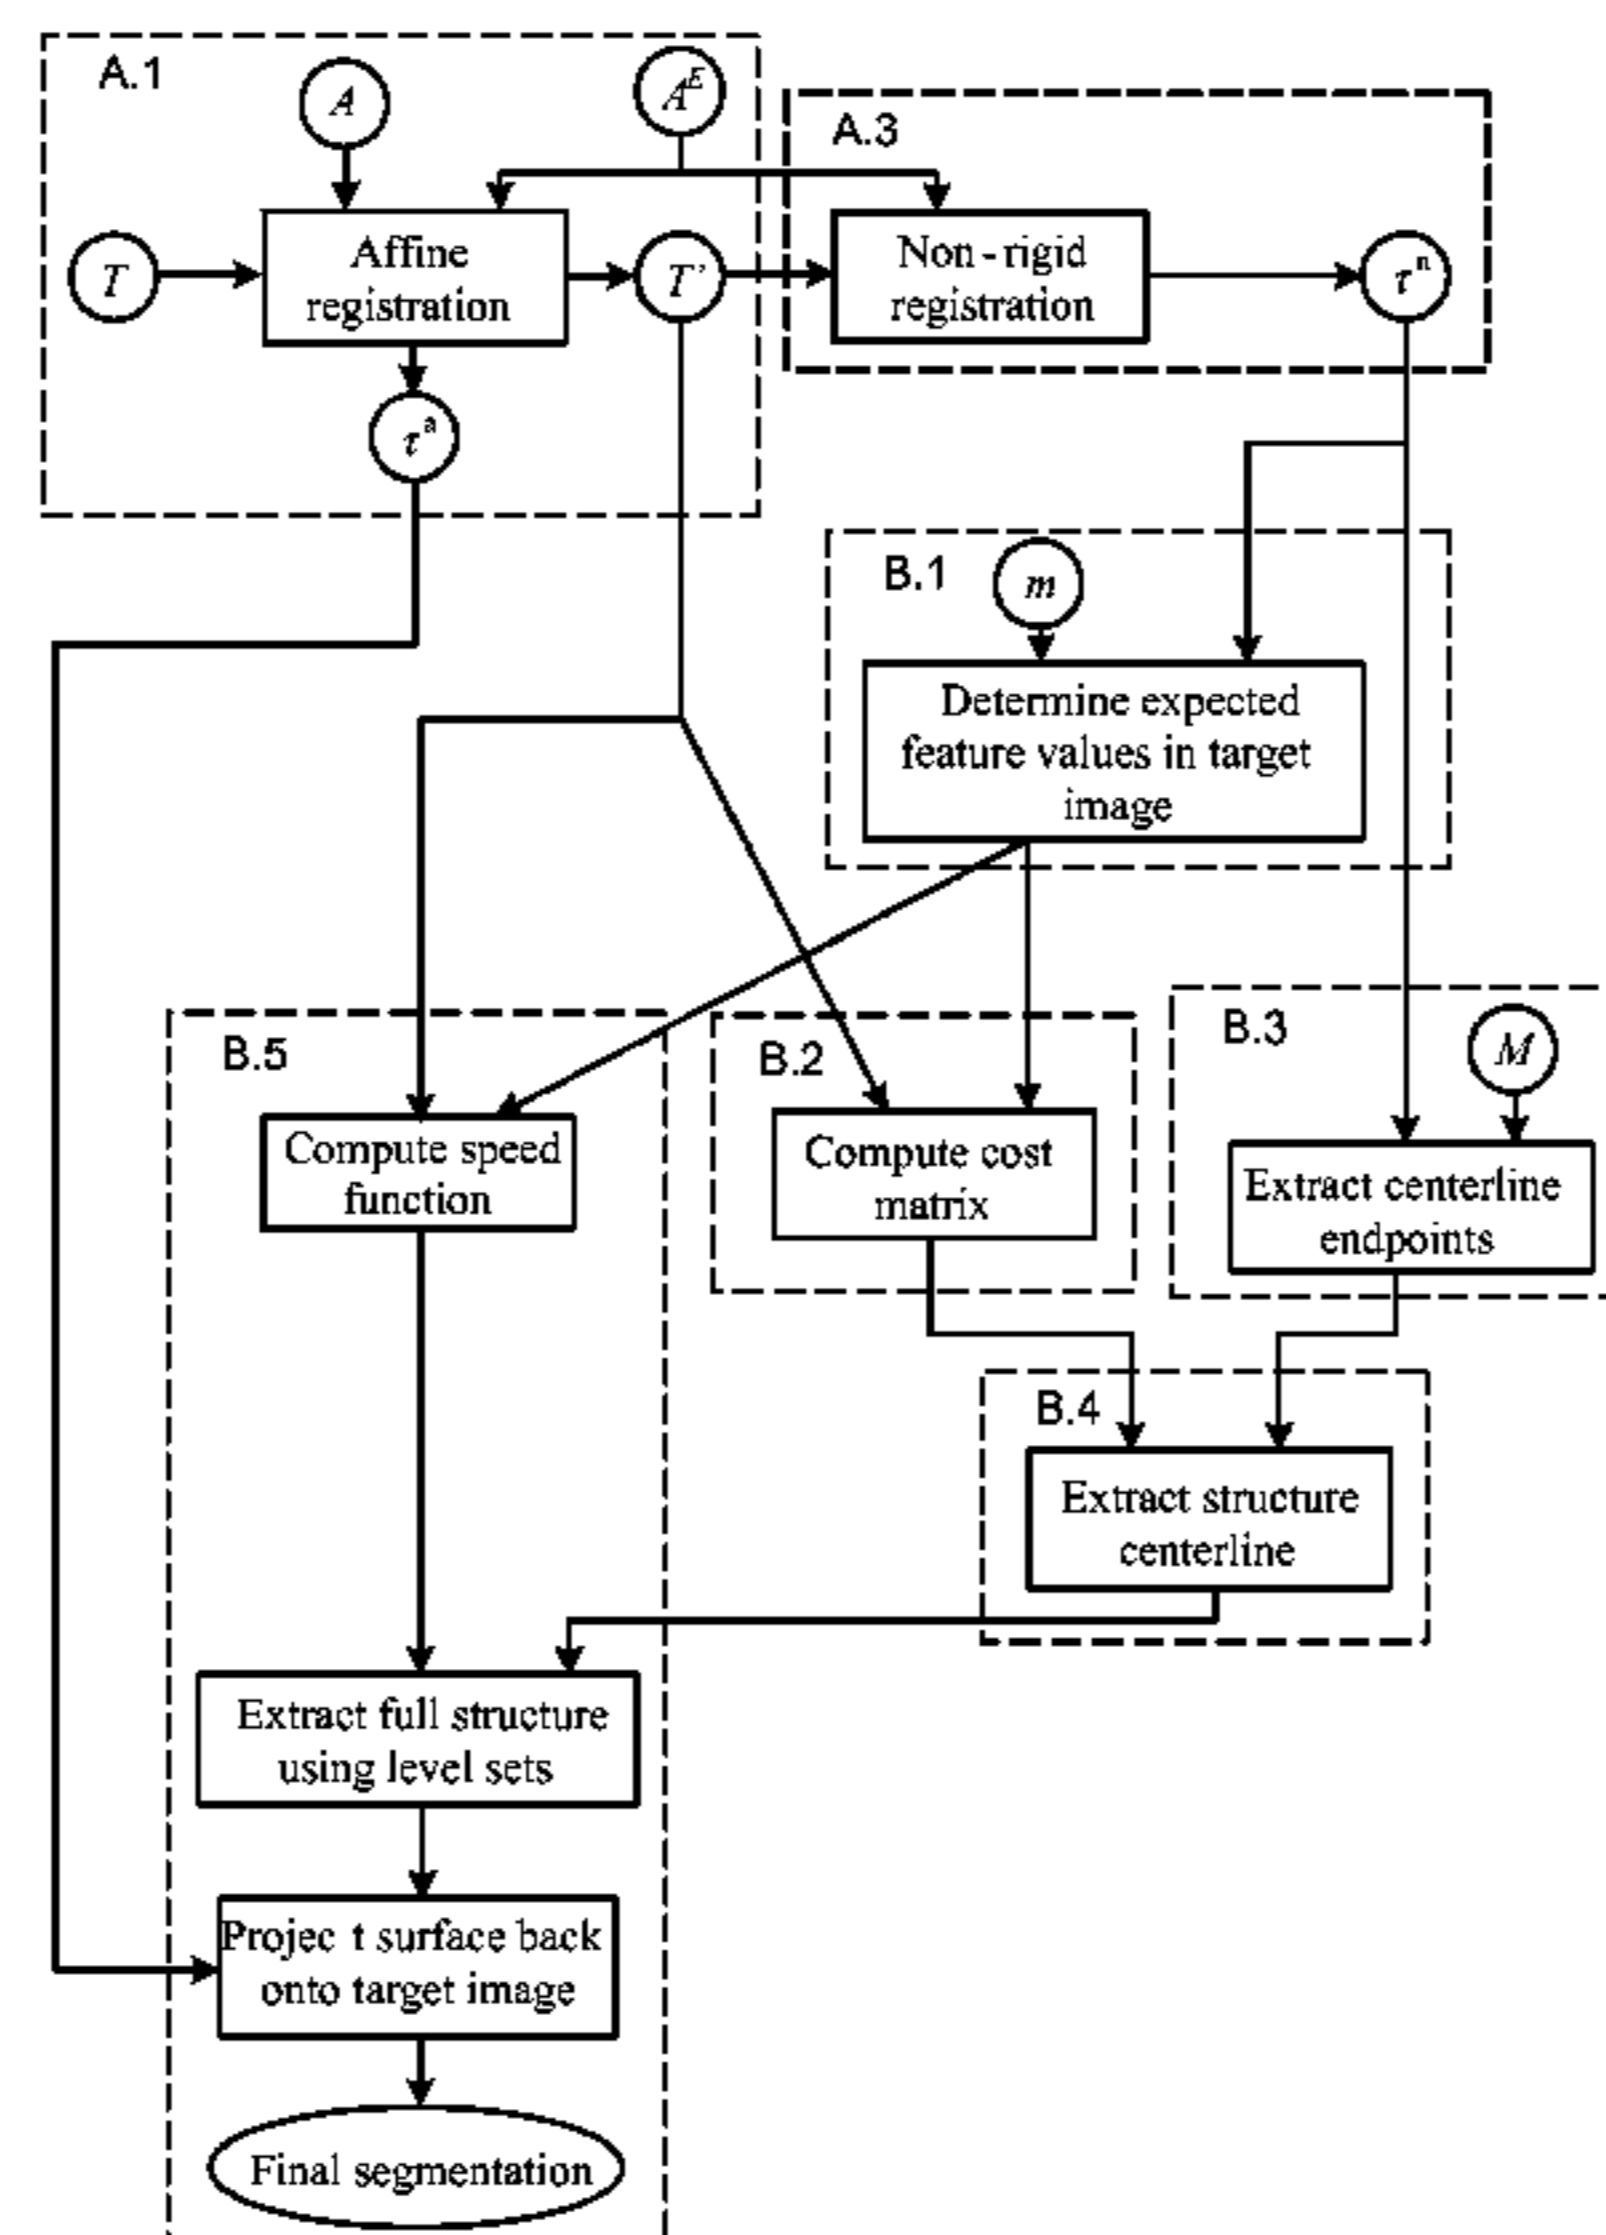 A.1
A
A^E
A.3
T
Affine
registration
T'
Non-rigid
registration
τ^n
τ^a
B.1
m
Determine expected
feature values in target
image
B.5
B.2
B.3
M
Compute speed
function
Compute cost
matrix
Extract centerline
endpoints
B.4
Extract structure
centerline
Extract full structure
using level sets
Projec t surface back
onto target image
Final segmentation